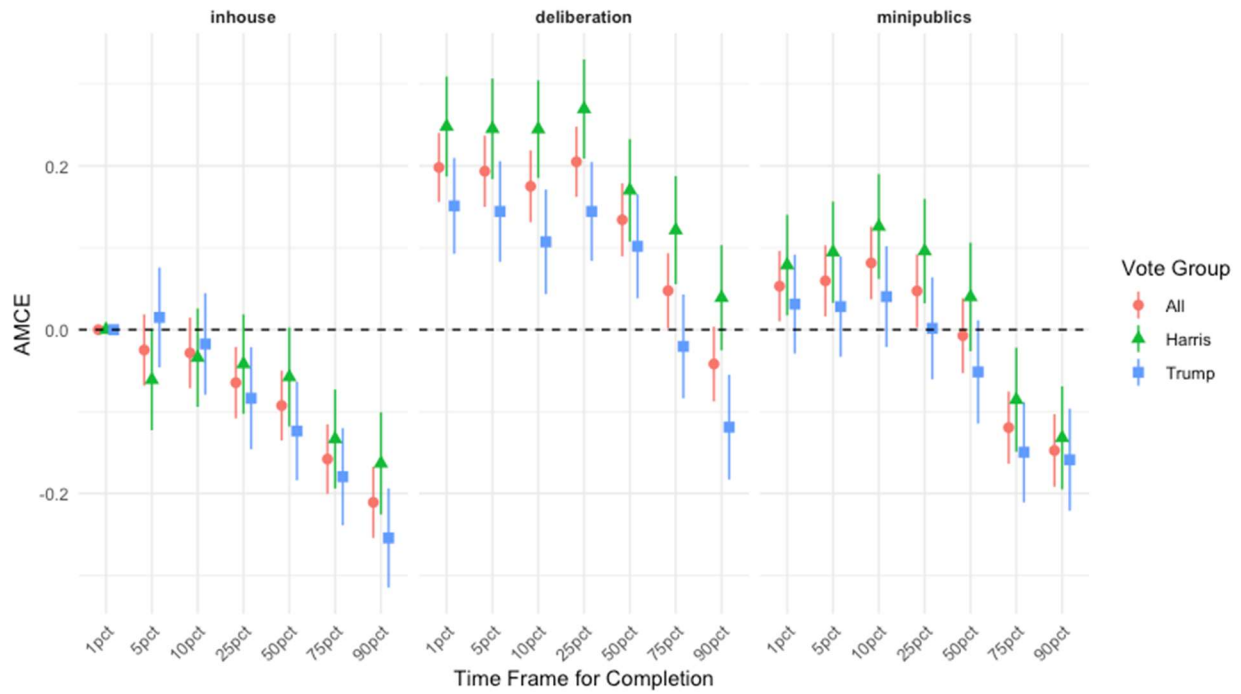 inhouse deliberation minipublics
AMCE
0.2
0.0
-0.2
1pct 5pct 10pct 25pct 50pct 75pct 90pct 1pct 5pct 10pct 25pct 50pct 75pct 90pct 1pct 5pct 10pct 25pct 50pct 75pct 90pct
Time Frame for Completion
Vote Group
All
Harris
Trump